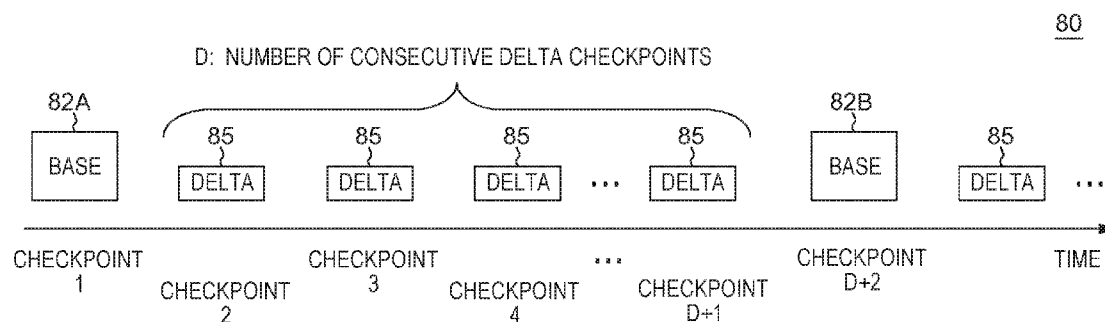 80
D: NUMBER OF CONSECUTIVE DELTA CHECKPOINTS
82A
82B
85
85
85
85
85
BASE
DELTA
DELTA
DELTA
...
DELTA
BASE
DELTA
...
CHECKPOINT
1
CHECKPOINT
2
CHECKPOINT
3
CHECKPOINT
4
...
CHECKPOINT
D+1
CHECKPOINT
D+2
TIME